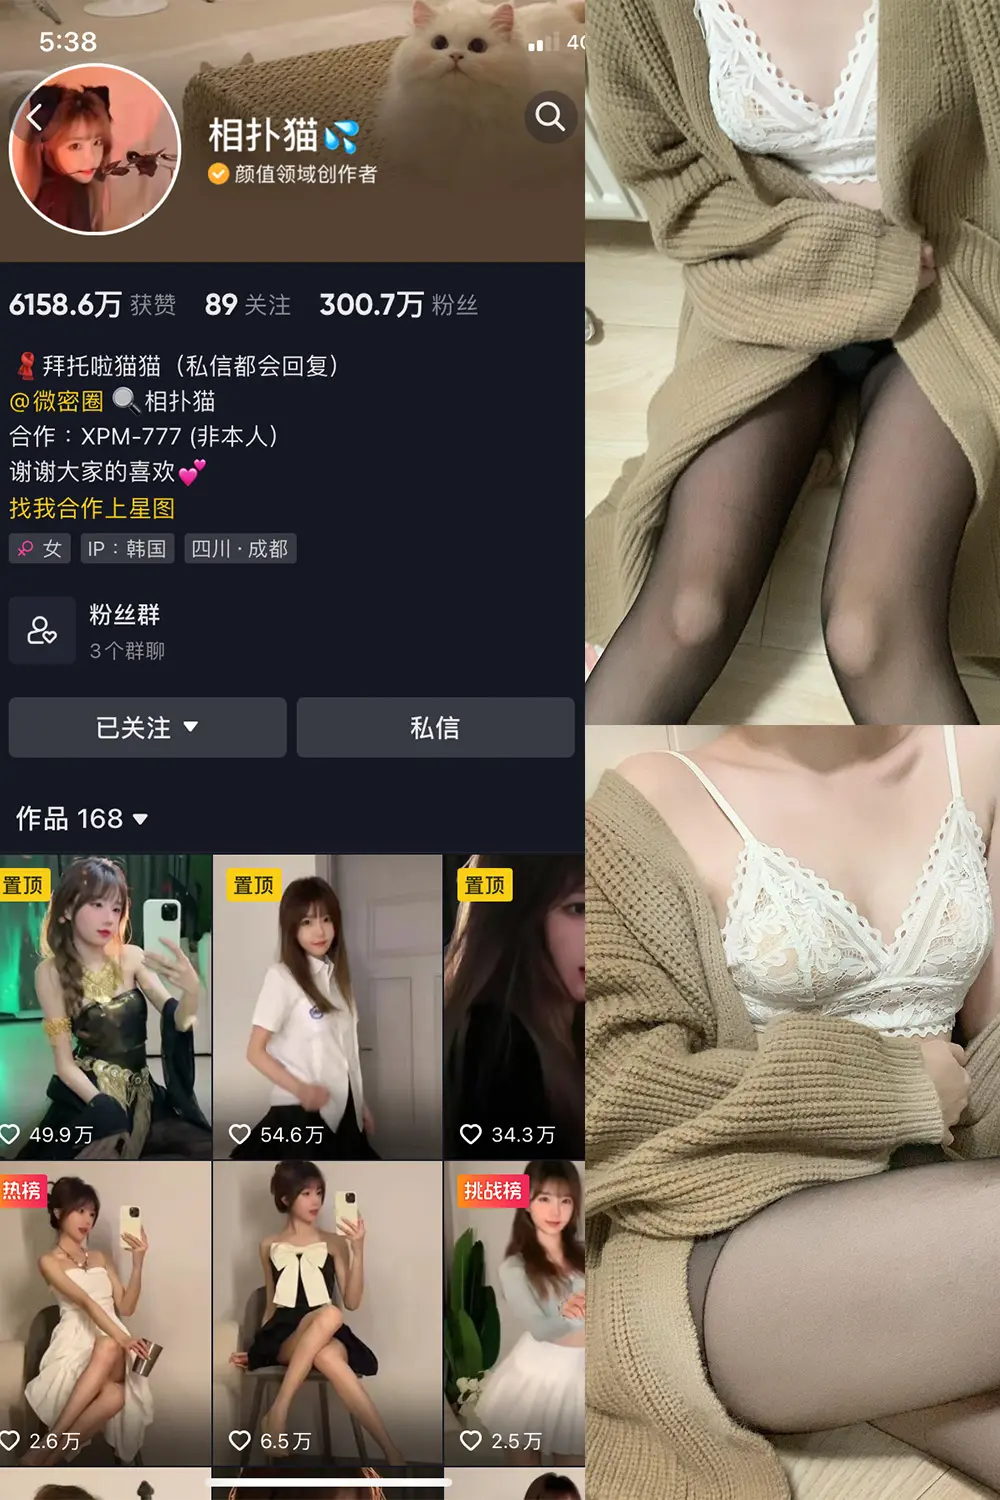 5:38
4G
相扑猫💦
颜值领域创作者
6158.6万 获赞 89 关注 300.7万 粉丝
🧣拜托啦猫猫（私信都会回复）
@微密圈 🔍相扑猫
合作：XPM-777 (非本人)
谢谢大家的喜欢💕
找我合作上星图
女 IP：韩国 四川·成都
粉丝群
3个群聊
已关注 私信
作品 168
置顶 置顶 置顶
49.9万 54.6万 34.3万
热榜 挑战榜
2.6万 6.5万 2.5万